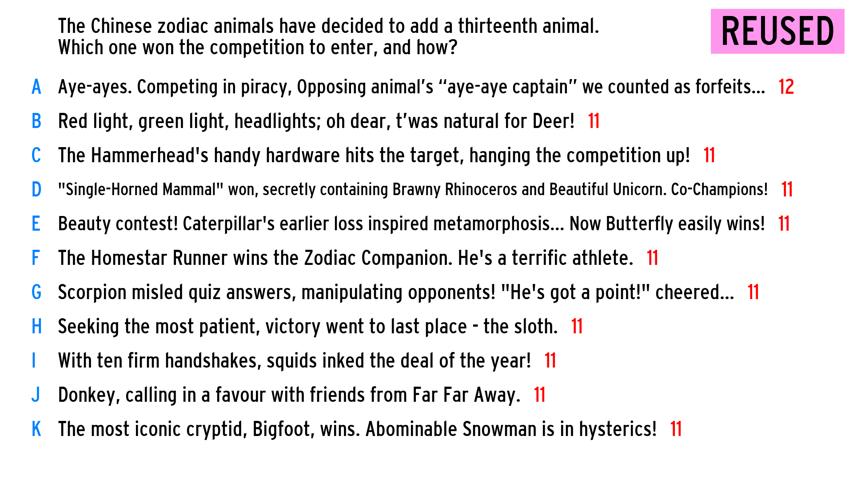 The Chinese zodiac animals have decided to add a thirteenth animal.
Which one won the competition to enter, and how?
REUSED
A Aye-ayes. Competing in piracy, Opposing animal's “aye-aye captain” we counted as forfeits... 12
B Red light, green light, headlights; oh dear, t'was natural for Deer! 11
C The Hammerhead's handy hardware hits the target, hanging the competition up! 11
D "Single-Horned Mammal" won, secretly containing Brawny Rhinoceros and Beautiful Unicorn. Co-Champions! 11
E Beauty contest! Caterpillar's earlier loss inspired metamorphosis... Now Butterfly easily wins! 11
F The Homestar Runner wins the Zodiac Companion. He's a terrific athlete. 11
G Scorpion misled quiz answers, manipulating opponents! "He's got a point!" cheered... 11
H Seeking the most patient, victory went to last place - the sloth. 11
I With ten firm handshakes, squids inked the deal of the year! 11
J Donkey, calling in a favour with friends from Far Far Away. 11
K The most iconic cryptid, Bigfoot, wins. Abominable Snowman is in hysterics! 11